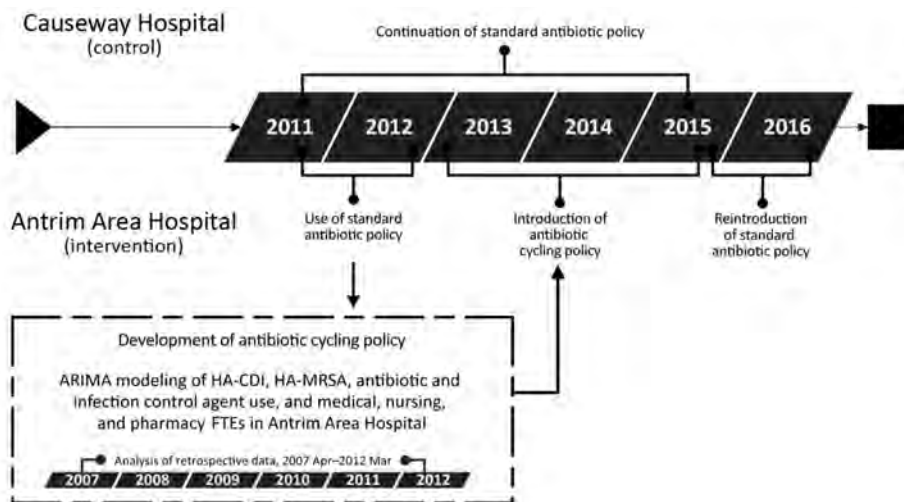 Causeway Hospital
(control)
Continuation of standard antibiotic policy
2011 2012 2013 2014 2015 2016
Antrim Area Hospital
(intervention)
Use of standard
antibiotic policy
Introduction of
antibiotic
cycling policy
Reintroduction
of standard
antibiotic policy
Development of antibiotic cycling policy
ARIMA modeling of HA-CDI, HA-MRSA, antibiotic and
infection control agent use, and medical, nursing,
and pharmacy FTEs in Antrim Area Hospital
Analysis of retrospective data, 2007 Apr–2012 Mar
2007 2008 2009 2010 2011 2012